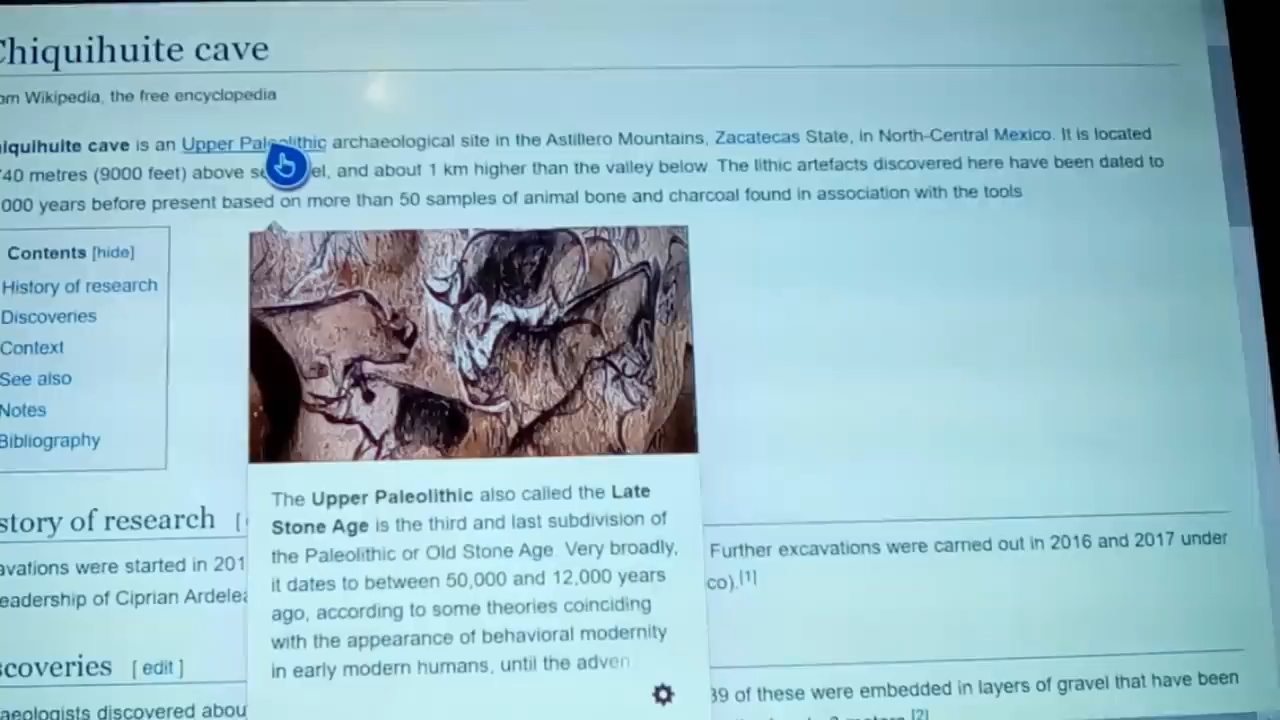 Chiquihuite cave
om Wikipedia, the free encyclopedia
iquihuite cave is an Upper Paleolithic archaeological site in the Astillero Mountains, Zacatecas State, in North-Central Mexico. It is located
40 metres (9000 feet) above se el, and about 1 km higher than the valley below. The lithic artefacts discovered here have been dated to
000 years before present based on more than 50 samples of animal bone and charcoal found in association with the tools
Contents [hide]
History of research
Discoveries
Context
See also
Notes
Bibliography
The Upper Paleolithic also called the Late
Stone Age is the third and last subdivision of
the Paleolithic or Old Stone Age. Very broadly,
it dates to between 50,000 and 12,000 years
ago, according to some theories coinciding
with the appearance of behavioral modernity
in early modern humans, until the adven
story of research [
avations were started in 201 Further excavations were carried out in 2016 and 2017 under
eadership of Ciprian Ardelea co).[1]
scoveries [ edit ]
aeologists discovered abou 39 of these were embedded in layers of gravel that have been
[2]